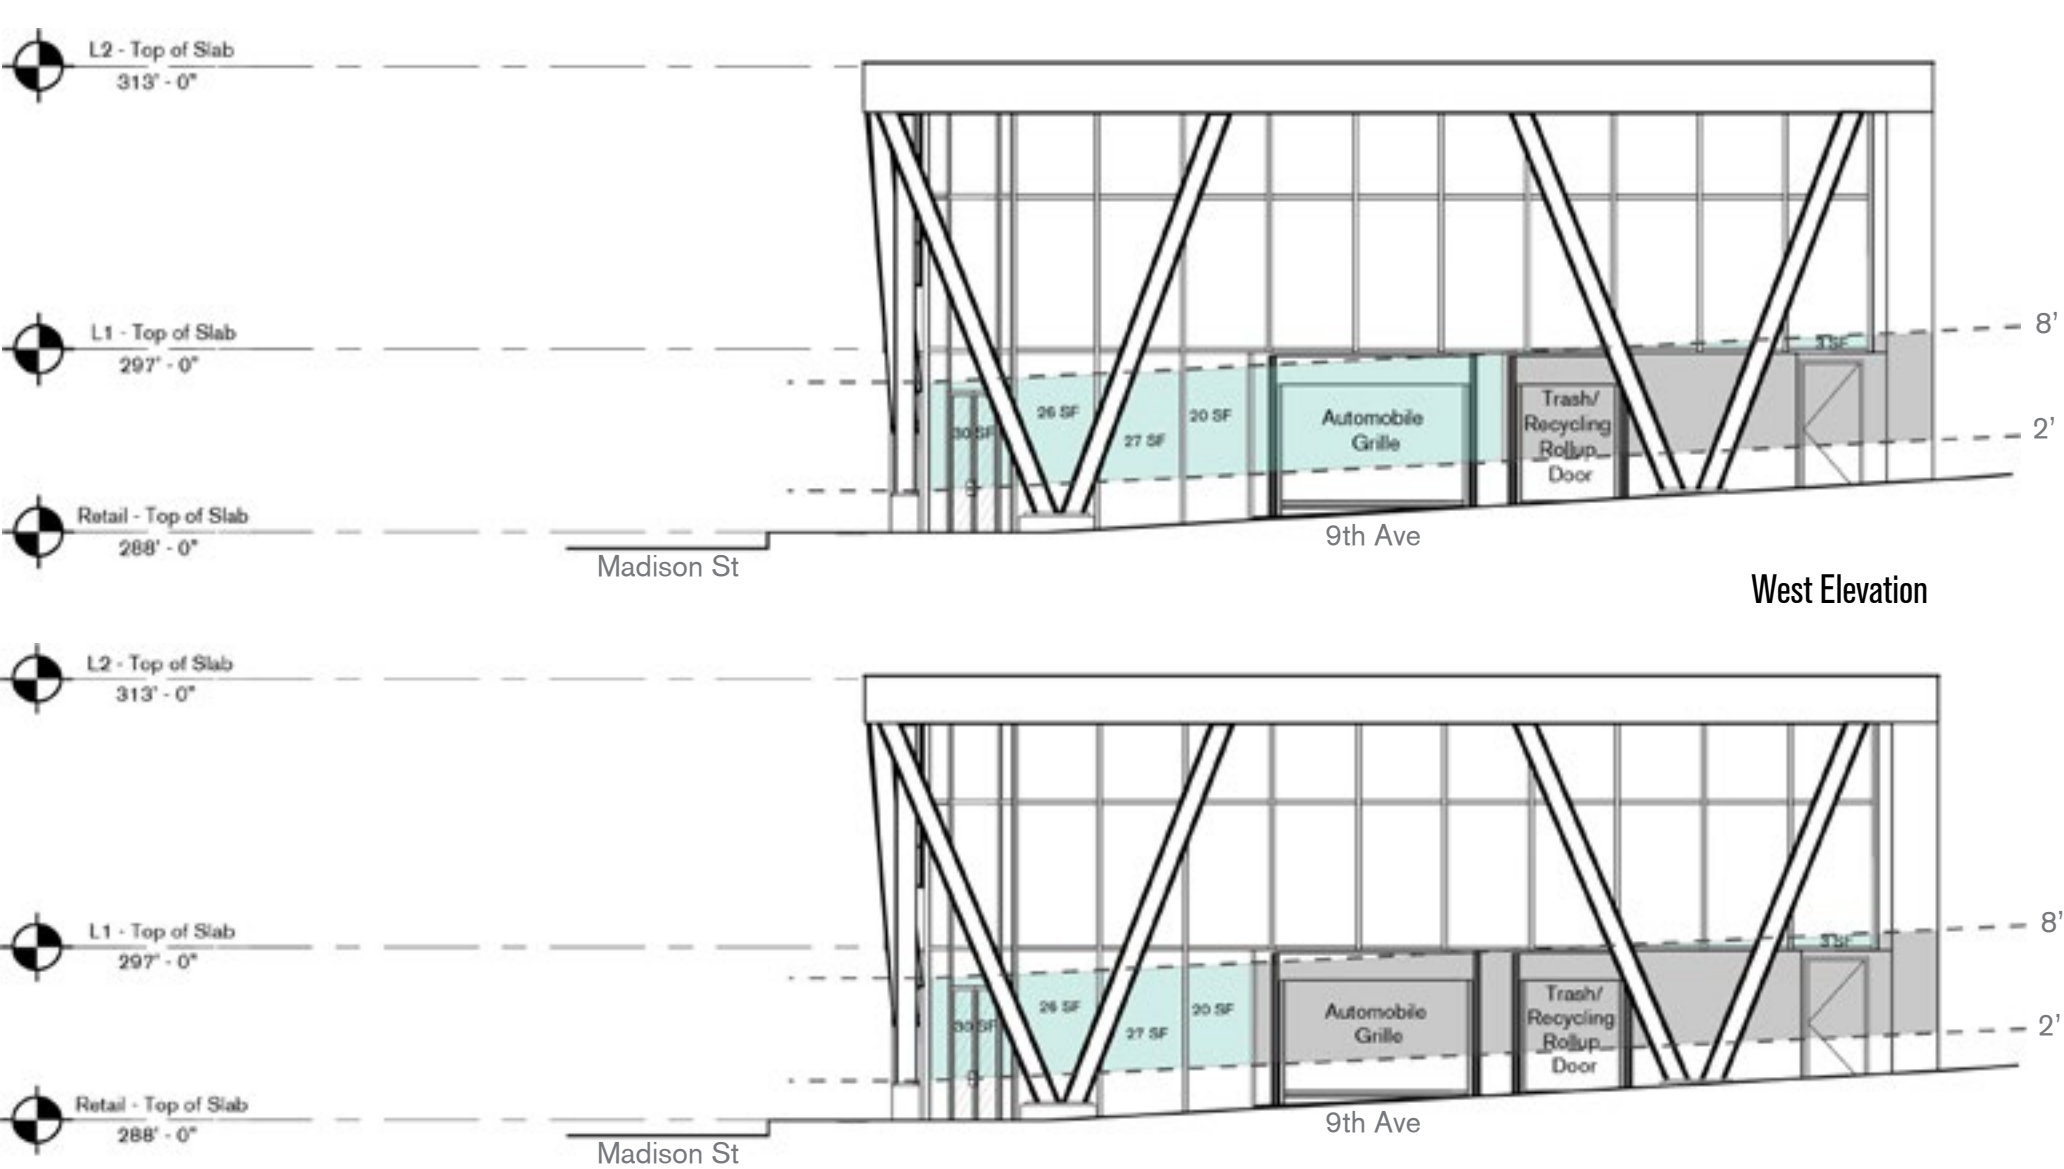 L2 - Top of Slab
313' - 0"
L1 - Top of Slab
297' - 0"
8'
3 SF
26 SF
20 SF
27 SF
30 SF
Automobile
Grille
Trash/
Recycling
Rollup
Door
2'
Retail - Top of Slab
288' - 0"
9th Ave
Madison St
West Elevation
L2 - Top of Slab
313' - 0"
L1 - Top of Slab
297' - 0"
8'
3 SF
26 SF
20 SF
27 SF
30 SF
Automobile
Grille
Trash/
Recycling
Rollup
Door
2'
Retail - Top of Slab
288' - 0"
9th Ave
Madison St